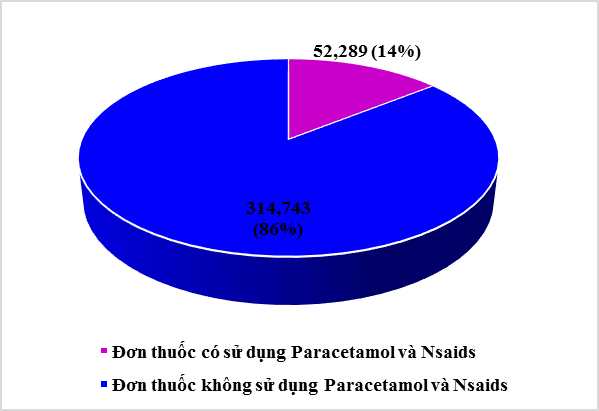 52,289 (14%)
314,743
(86%)
Đơn thuốc có sử dụng Paracetamol và Nsaids
Đơn thuốc không sử dụng Paracetamol và Nsaids